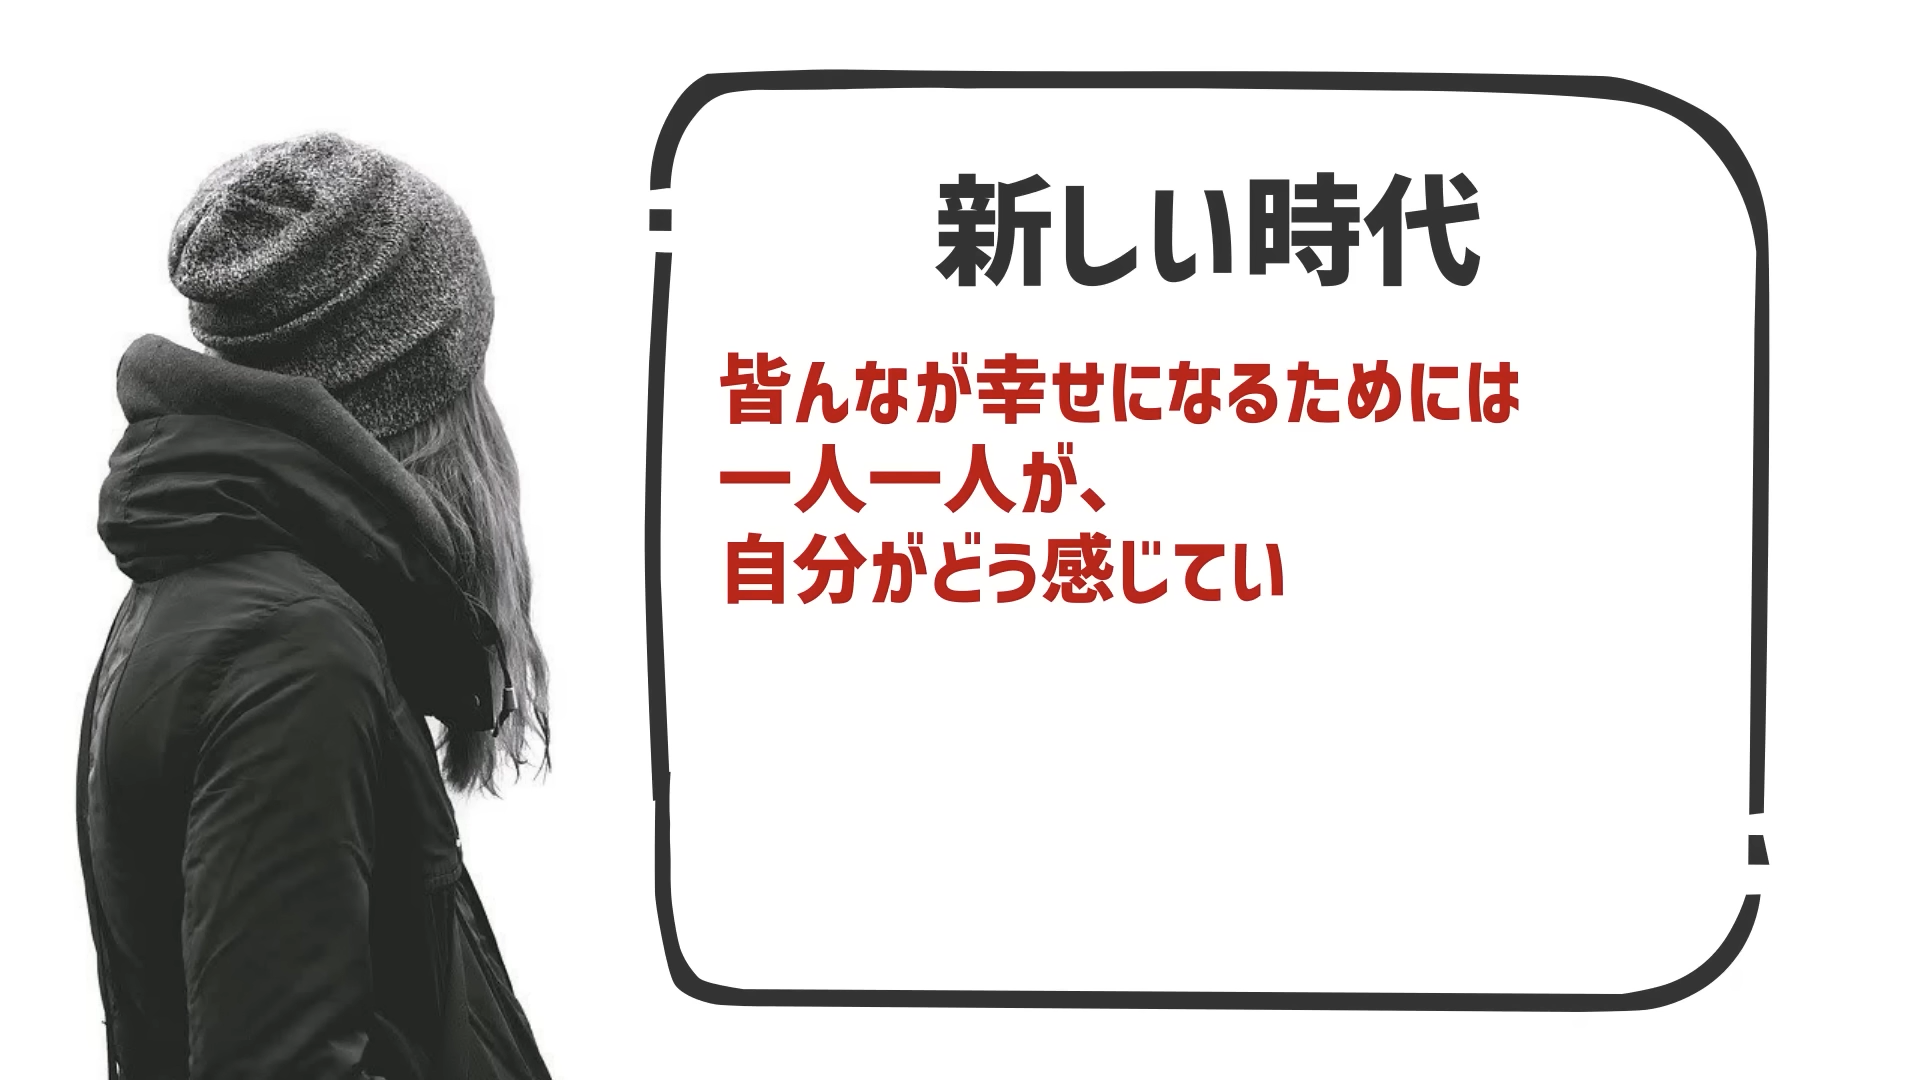 新しい時代
皆んなが幸せになるためには
一人一人が、
自分がどう感じてい